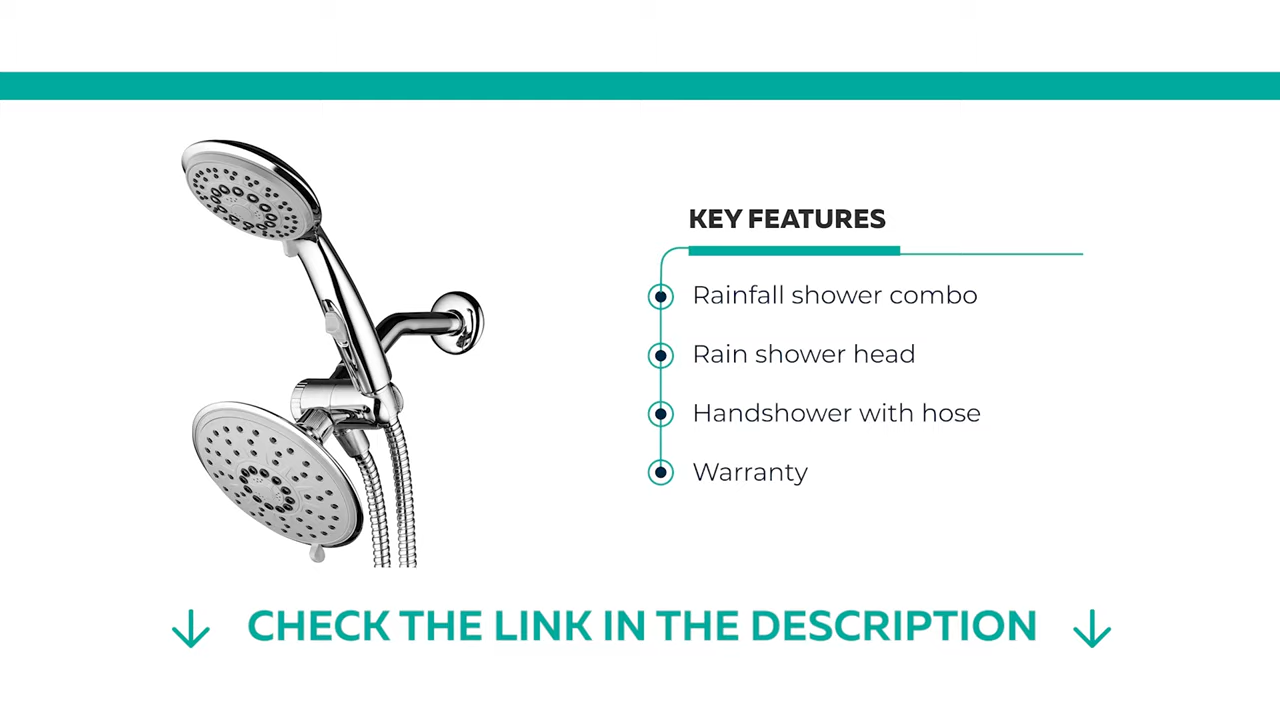 KEY FEATURES
Rainfall shower combo
Rain shower head
Handshower with hose
Warranty
CHECK THE LINK IN THE DESCRIPTION